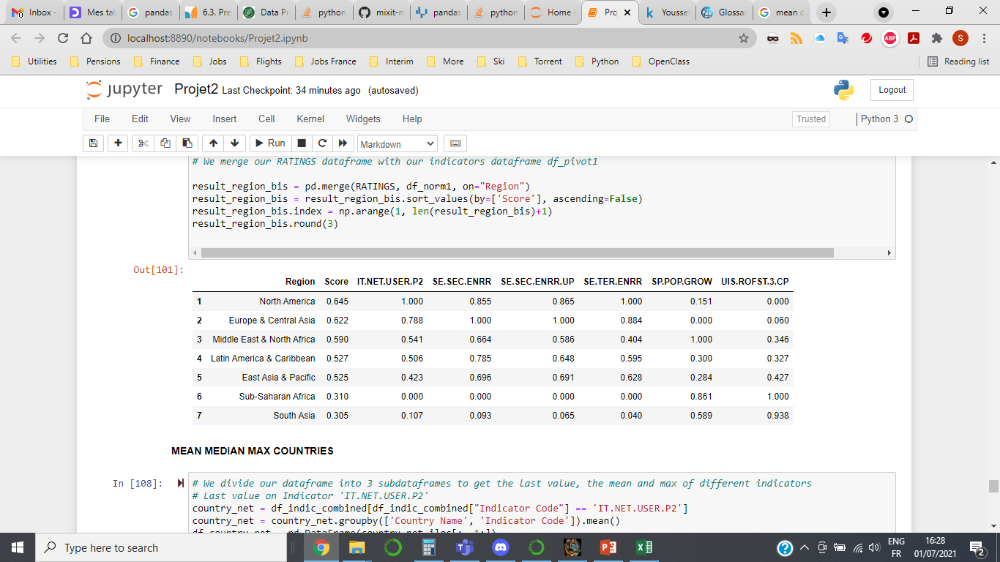 Inbox -
Mes tab
pandas
6.3. Pre
Data Pr
python
mixit-m
pandas
python
Home
Proj
Yousse
Glossar
mean c
localhost:8890/notebooks/Projet2.ipynb
ABP
S
Utilities
Pensions
Finance
Jobs
Flights
Jobs France
Interim
More
Ski
Torrent
Python
OpenClass
Reading list
jupyter Projet2 Last Checkpoint: 34 minutes ago (autosaved)
Logout
File Edit View Insert Cell Kernel Widgets Help
Trusted
Python 3
Run
Markdown
# We merge our RATINGS dataframe with our indicators dataframe df_pivot1
result_region_bis = pd.merge(RATINGS, df_norm1, on="Region")
result_region_bis = result_region_bis.sort_values(by=['Score'], ascending=False)
result_region_bis.index = np.arange(1, len(result_region_bis)+1)
result_region_bis.round(3)
Out[101]:
Region Score IT.NET.USER.P2 SE.SEC.ENRR SE.SEC.ENRR.UP SE.TER.ENRR SP.POP.GROW UIS.ROFST.3.CP
1 North America 0.645 1.000 0.855 0.865 1.000 0.151 0.000
2 Europe & Central Asia 0.622 0.788 1.000 1.000 0.884 0.000 0.060
3 Middle East & North Africa 0.590 0.541 0.664 0.586 0.404 1.000 0.346
4 Latin America & Caribbean 0.527 0.506 0.785 0.648 0.595 0.300 0.327
5 East Asia & Pacific 0.525 0.423 0.696 0.691 0.628 0.284 0.427
6 Sub-Saharan Africa 0.310 0.000 0.000 0.000 0.000 0.861 1.000
7 South Asia 0.305 0.107 0.093 0.065 0.040 0.589 0.938
MEAN MEDIAN MAX COUNTRIES
In [108]:
# We divide our dataframe into 3 subdataframes to get the last value, the mean and max of different indicators
# Last value on Indicator 'IT.NET.USER.P2'
country_net = df_indic_combined[df_indic_combined["Indicator Code"] == 'IT.NET.USER.P2']
country_net = country_net.groupby(['Country Name', 'Indicator Code']).mean()
Type here to search
ENG
FR
16:28
01/07/2021
2